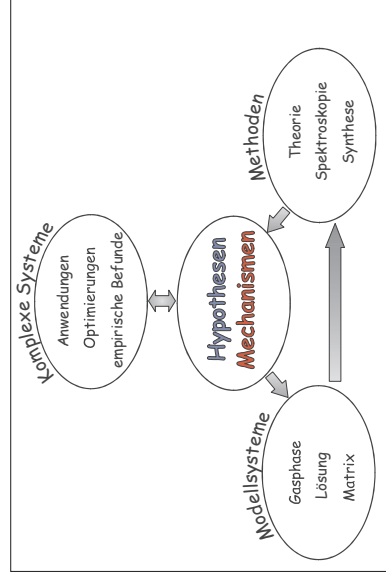 Komplexe Systeme
Anwendungen
Optimierungen
empirische Befunde
Hypothesen
Mechanismen
Modellsysteme
Gasphase
Lösung
Matrix
Methoden
Theorie
Spektroskopie
Synthese